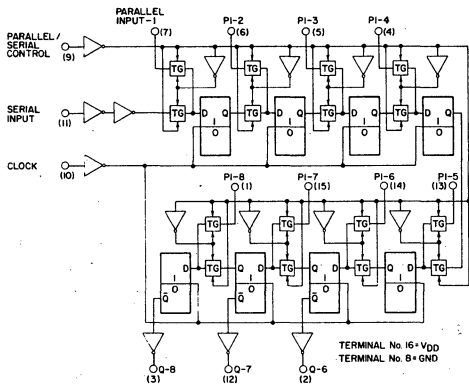 PARALLEL INPUT-1 PI-2 PI-3 PI-4
(7) (6) (5) (4)
PARALLEL/
SERIAL
CONTROL
(9)
TG TG TG TG
SERIAL
INPUT
(11)
TG TG TG TG
D Q D Q D Q D Q
I I I I
O O O O
CLOCK
(10)
PI-8 PI-7 PI-6 PI-5
(1) (15) (14) (13)
TG TG TG TG
TG TG TG TG
D Q D Q D Q D
I I I I
O O O O
Q̅ Q̅ Q̅
TERMINAL No. 16 = VDD
TERMINAL No. 8 = GND
Q-8 Q-7 Q-6
(3) (12) (2)